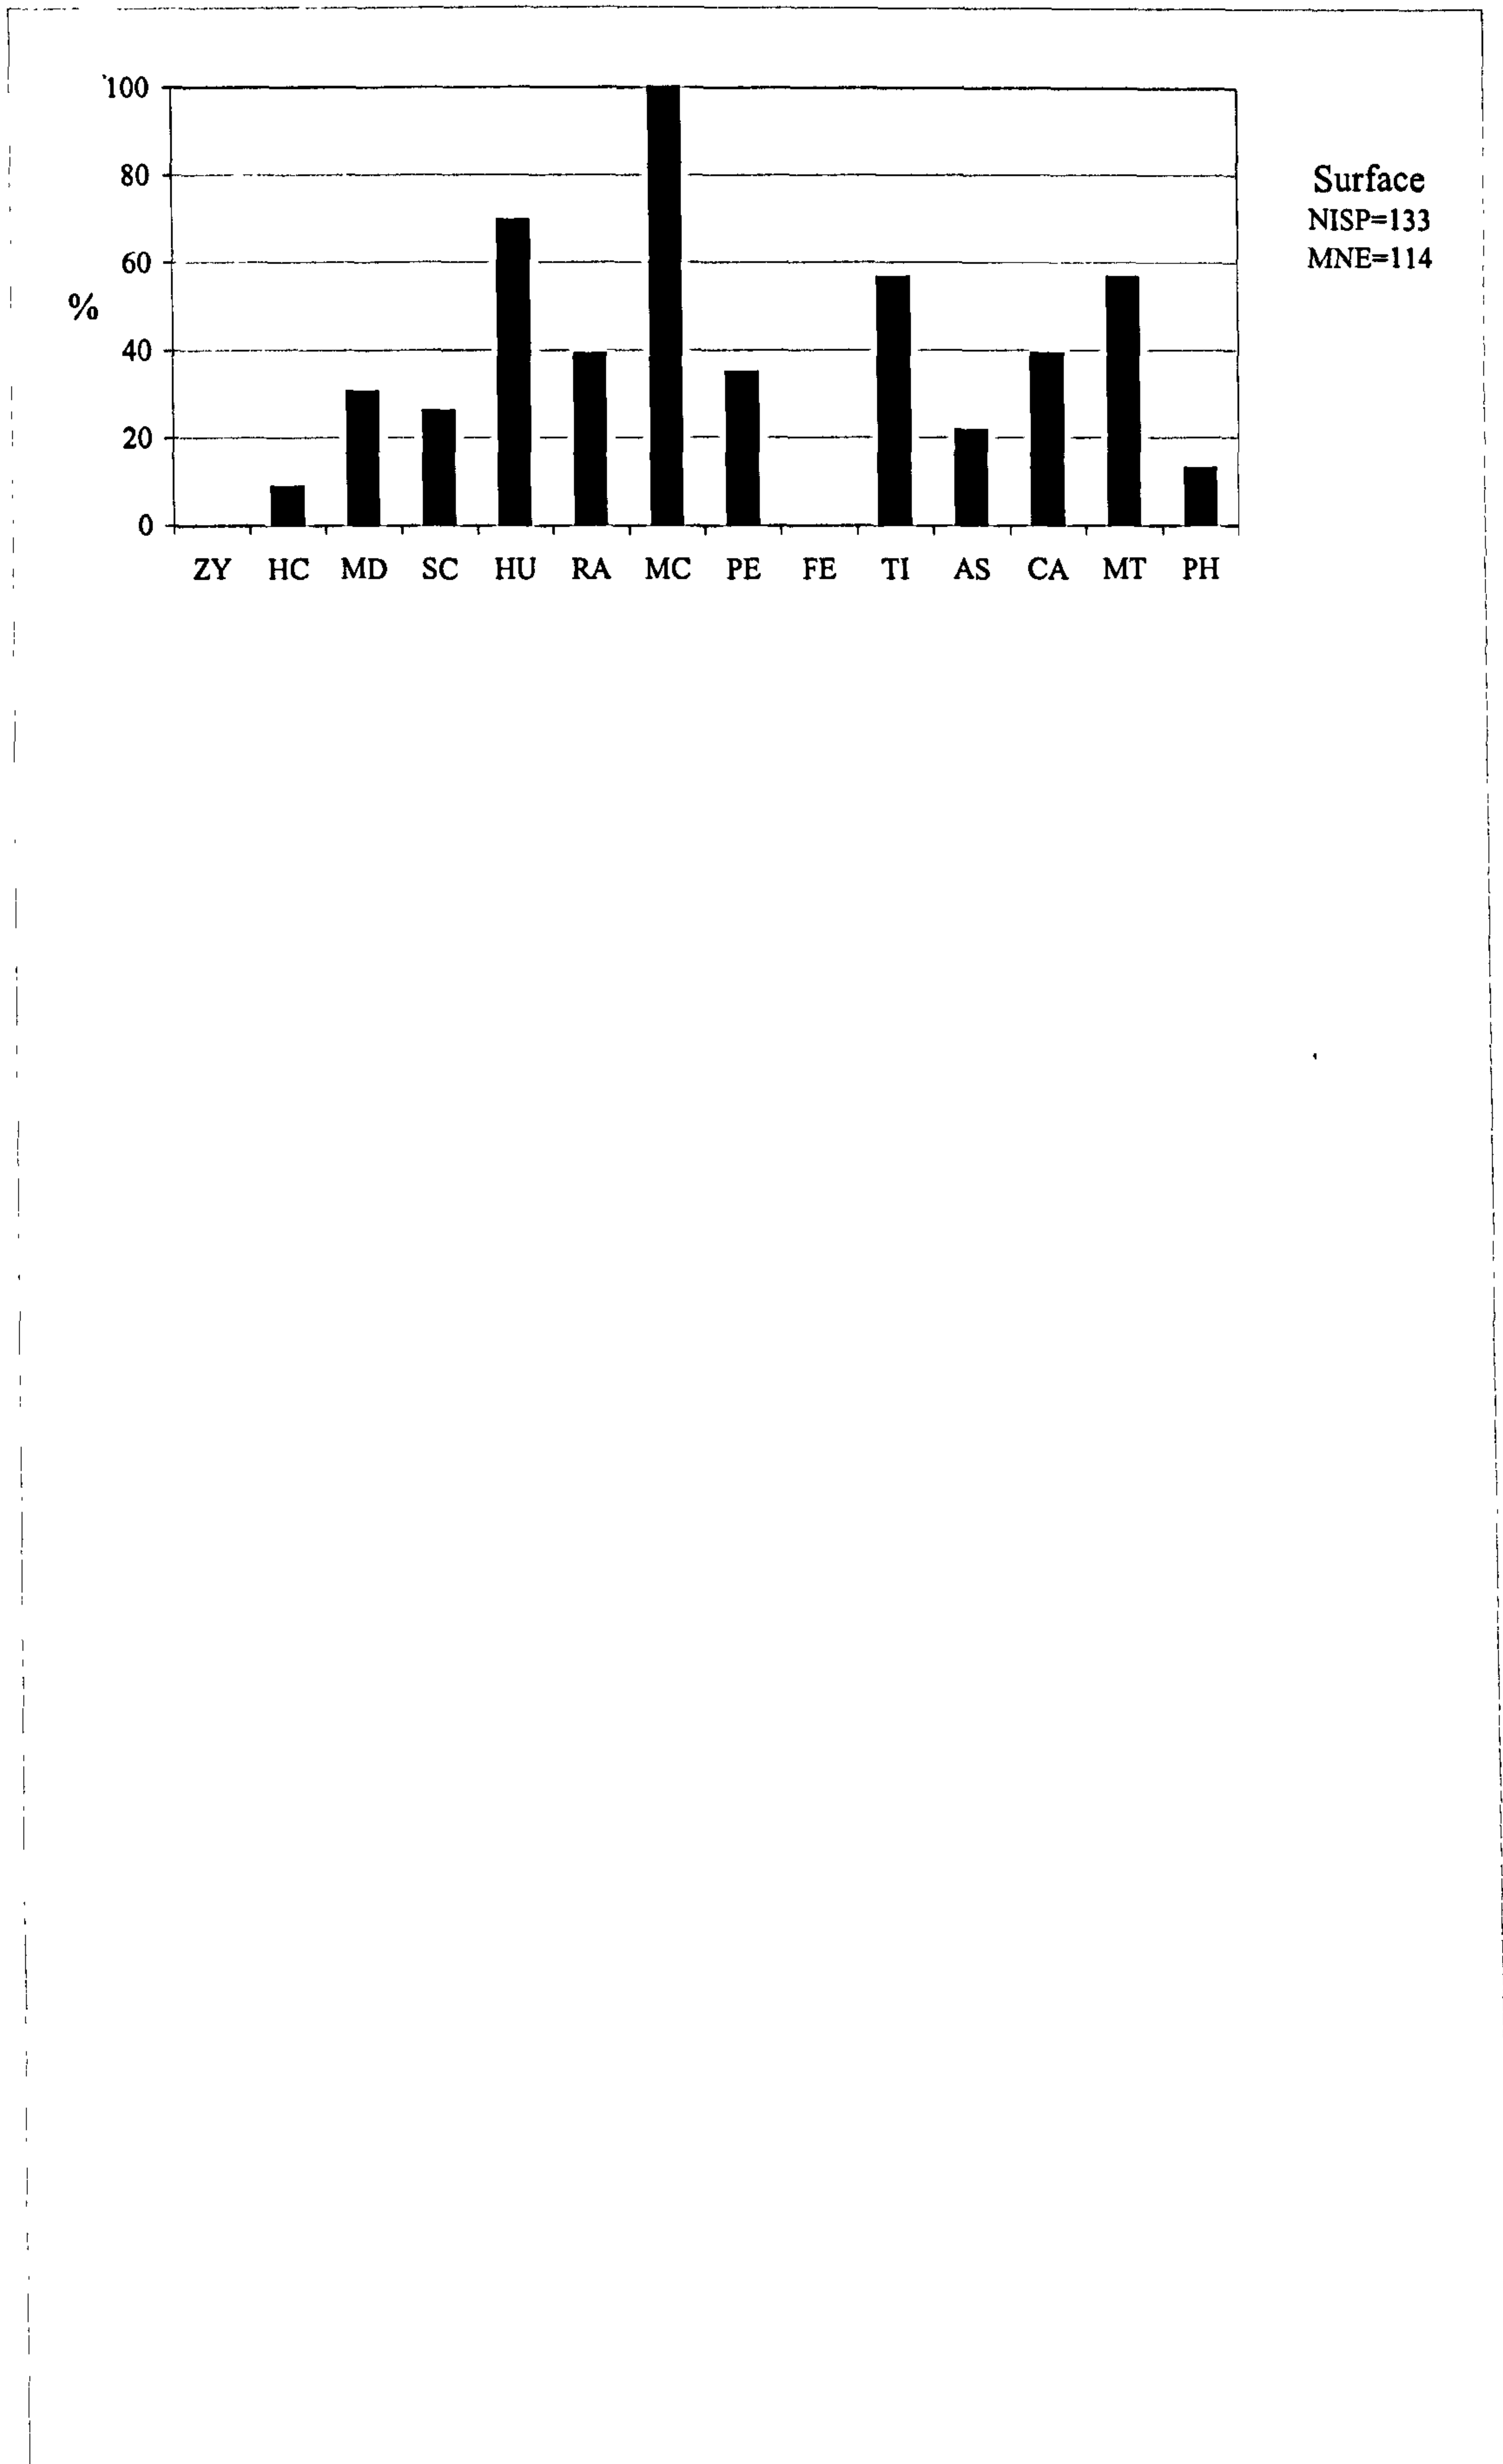 100
80
60
40
20
0
%
ZY HC MD SC HU RA MC PE FE TI AS CA MT PH
Surface
NISP=133
MNE=114